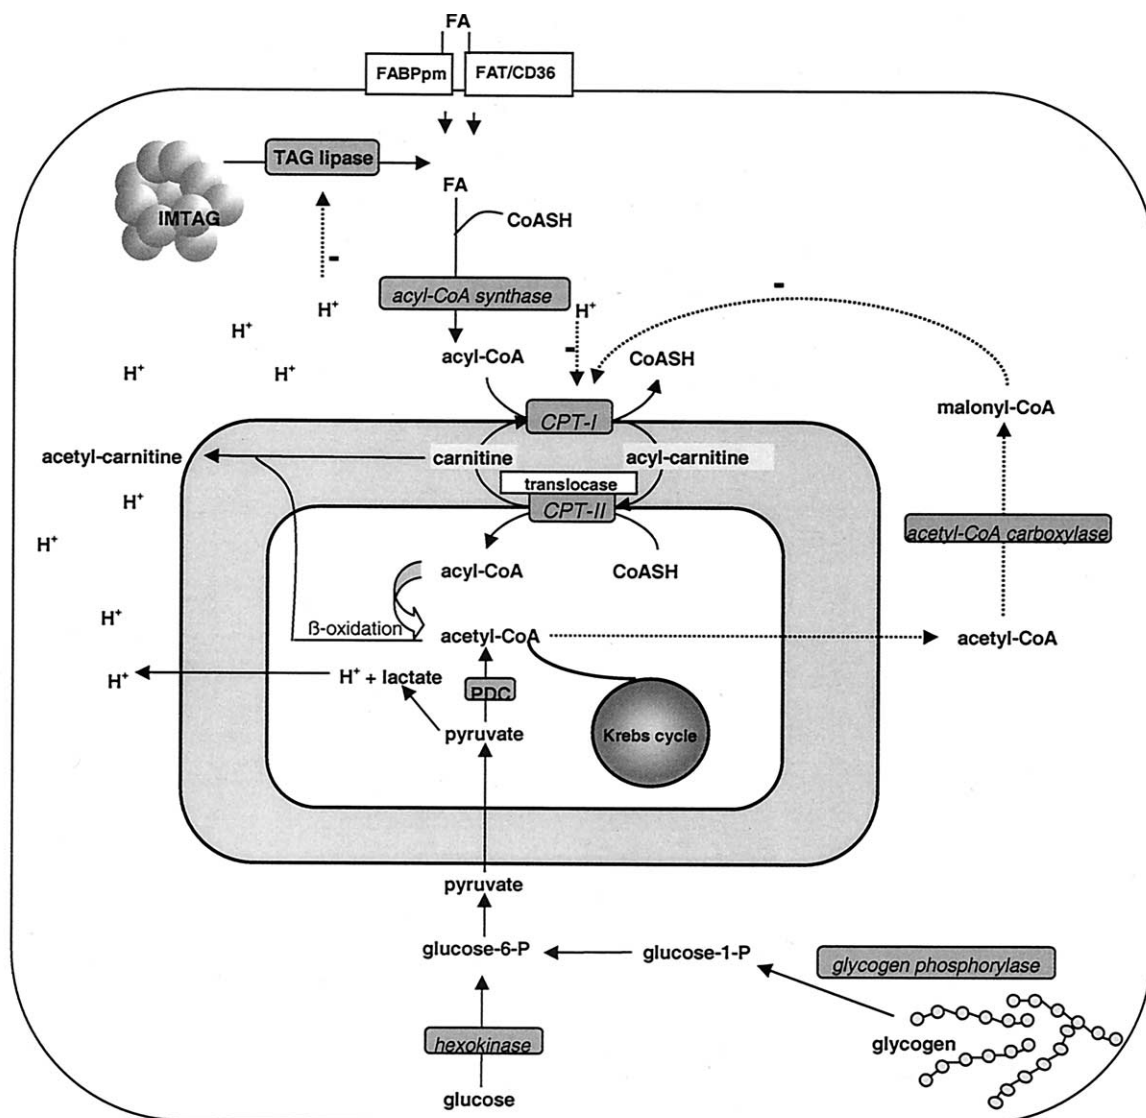 FA
FABPpm FAT/CD36
TAG lipase
FA
IMTAG
CoASH
-
H⁺
acyl-CoA synthase
H⁺
-
H⁺
-
acyl-CoA
CoASH
H⁺
H⁺
CPT-I
malonyl-CoA
acetyl-carnitine
carnitine
acyl-carnitine
translocase
H⁺
CPT-II
acetyl-CoA carboxylase
H⁺
acyl-CoA
CoASH
H⁺
ß-oxidation
acetyl-CoA
acetyl-CoA
H⁺
H⁺ + lactate
PDC
pyruvate
Krebs cycle
pyruvate
glucose-6-P
glucose-1-P
glycogen phosphorylase
hexokinase
glycogen
glucose